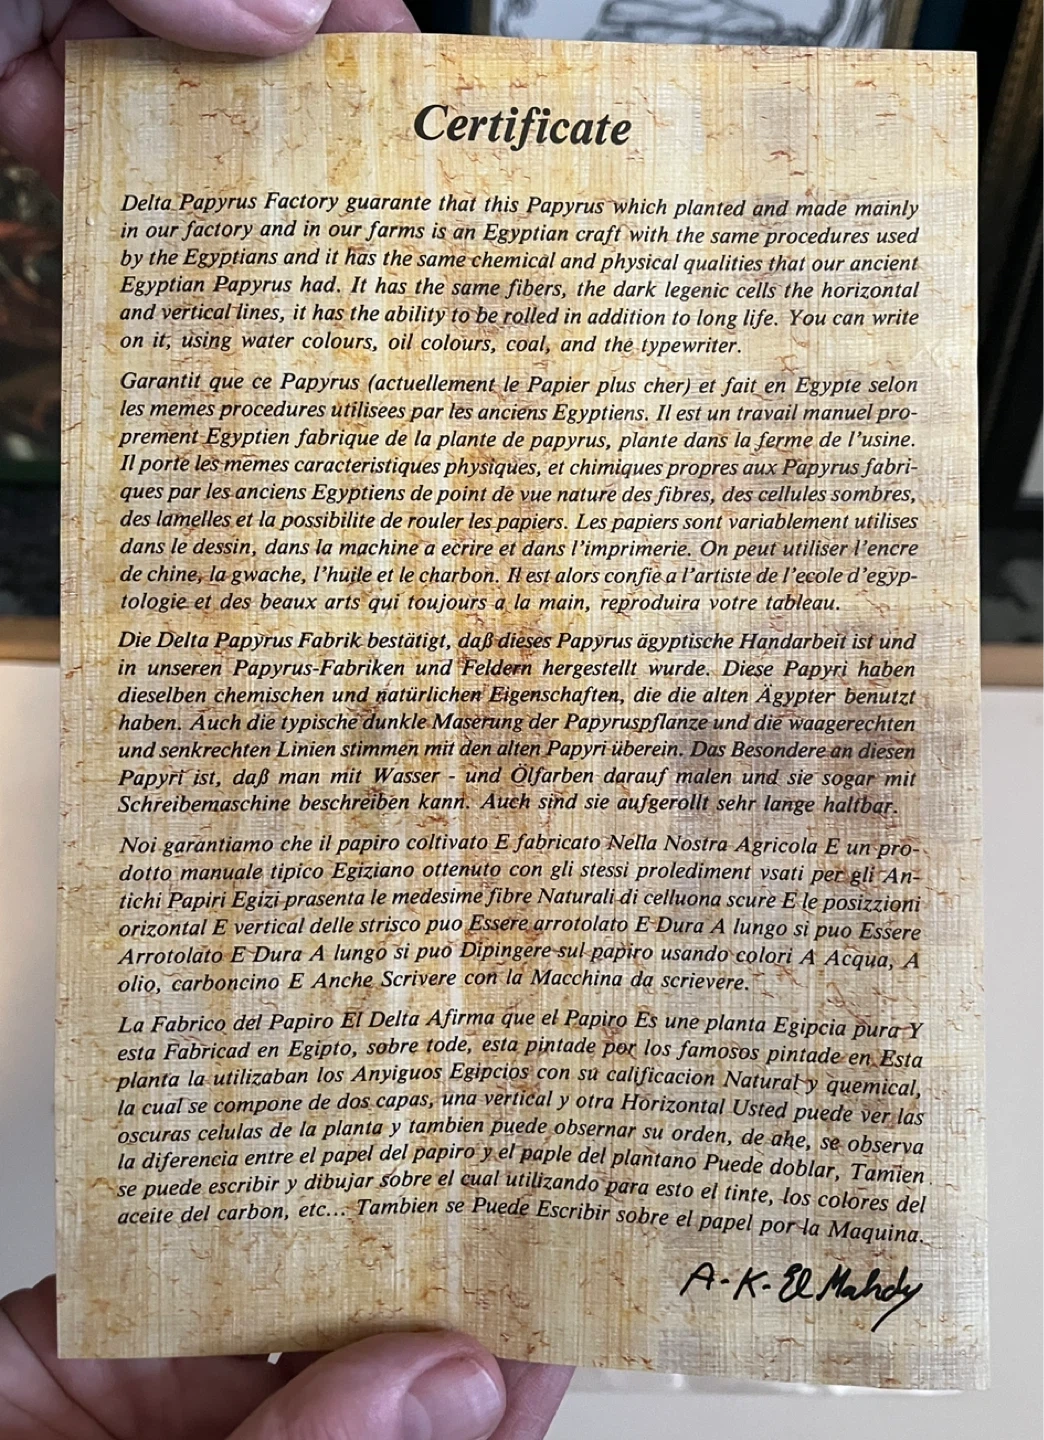 Certificate
Delta Papyrus Factory guarante that this Papyrus which planted and made mainly
in our factory and in our farms is an Egyptian craft with the same procedures used
by the Egyptians and it has the same chemical and physical qualities that our ancient
Egyptian Papyrus had. It has the same fibers, the dark legenic cells the horizontal
and vertical lines, it has the ability to be rolled in addition to long life. You can write
on it, using water colours, oil colours, coal, and the typewriter.
Garantit que ce Papyrus (actuellement le Papier plus cher) et fait en Egypte selon
les memes procedures utilisees par les anciens Egyptiens. Il est un travail manuel pro-
prement Egyptien fabrique de la plante de papyrus, plante dans la ferme de l'usine.
Il porte les memes caracteristiques physiques, et chimiques propres aux Papyrus fabri-
ques par les anciens Egyptiens de point de vue nature des fibres, des cellules sombres,
des lamelles et la possibilite de rouler les papiers. Les papiers sont variablement utilises
dans le dessin, dans la machine a ecrire et dans l'imprimerie. On peut utiliser l'encre
de chine, la gwache, l'huile et le charbon. Il est alors confie a l'artiste de l'ecole d'egyp-
tologie et des beaux arts qui toujours a la main, reproduira votre tableau.
Die Delta Papyrus Fabrik bestätigt, daß dieses Papyrus ägyptische Handarbeit ist und
in unseren Papyrus-Fabriken und Feldern hergestellt wurde. Diese Papyri haben
dieselben chemischen und natürlichen Eigenschaften, die die alten Ägypter benutzt
haben. Auch die typische dunkle Maserung der Papyruspflanze und die waagerechten
und senkrechten Linien stimmen mit den alten Papyri überein. Das Besondere an diesen
Papyri ist, daß man mit Wasser - und Ölfarben darauf malen und sie sogar mit
Schreibemaschine beschreiben kann. Auch sind sie aufgerollt sehr lange haltbar.
Noi garantiamo che il papiro coltivato E fabricato Nella Nostra Agricola E un pro-
dotto manuale tipico Egiziano ottenuto con gli stessi prolediment vsati per gli An-
tichi Papiri Egizi prasenta le medesime fibre Naturali di celluona scure E le posizzioni
orizontal E vertical delle strisco puo Essere arrotolato E Dura A lungo si puo Essere
Arrotolato E Dura A lungo si puo Dipingere sul papiro usando colori A Acqua, A
olio, carboncino E Anche Scrivere con la Macchina da scrievere.
La Fabrico del Papiro El Delta Afirma que el Papiro Es une planta Egipcia pura Y
esta Fabricad en Egipto, sobre tode, esta pintade por los famosos pintade en Esta
planta la utilizaban los Anyiguos Egipcios con su calificacion Natural y quemical,
la cual se compone de dos capas, una vertical y otra Horizontal Usted puede ver las
oscuras celulas de la planta y tambien puede obsernar su orden, de ahe, se observa
la diferencia entre el papel del papiro y el paple del plantano Puede doblar, Tamien
se puede escribir y dibujar sobre el cual utilizando para esto el tinte, los colores del
aceite del carbon, etc... Tambien se Puede Escribir sobre el papel por la Maquina.
A-K-El Mahdy